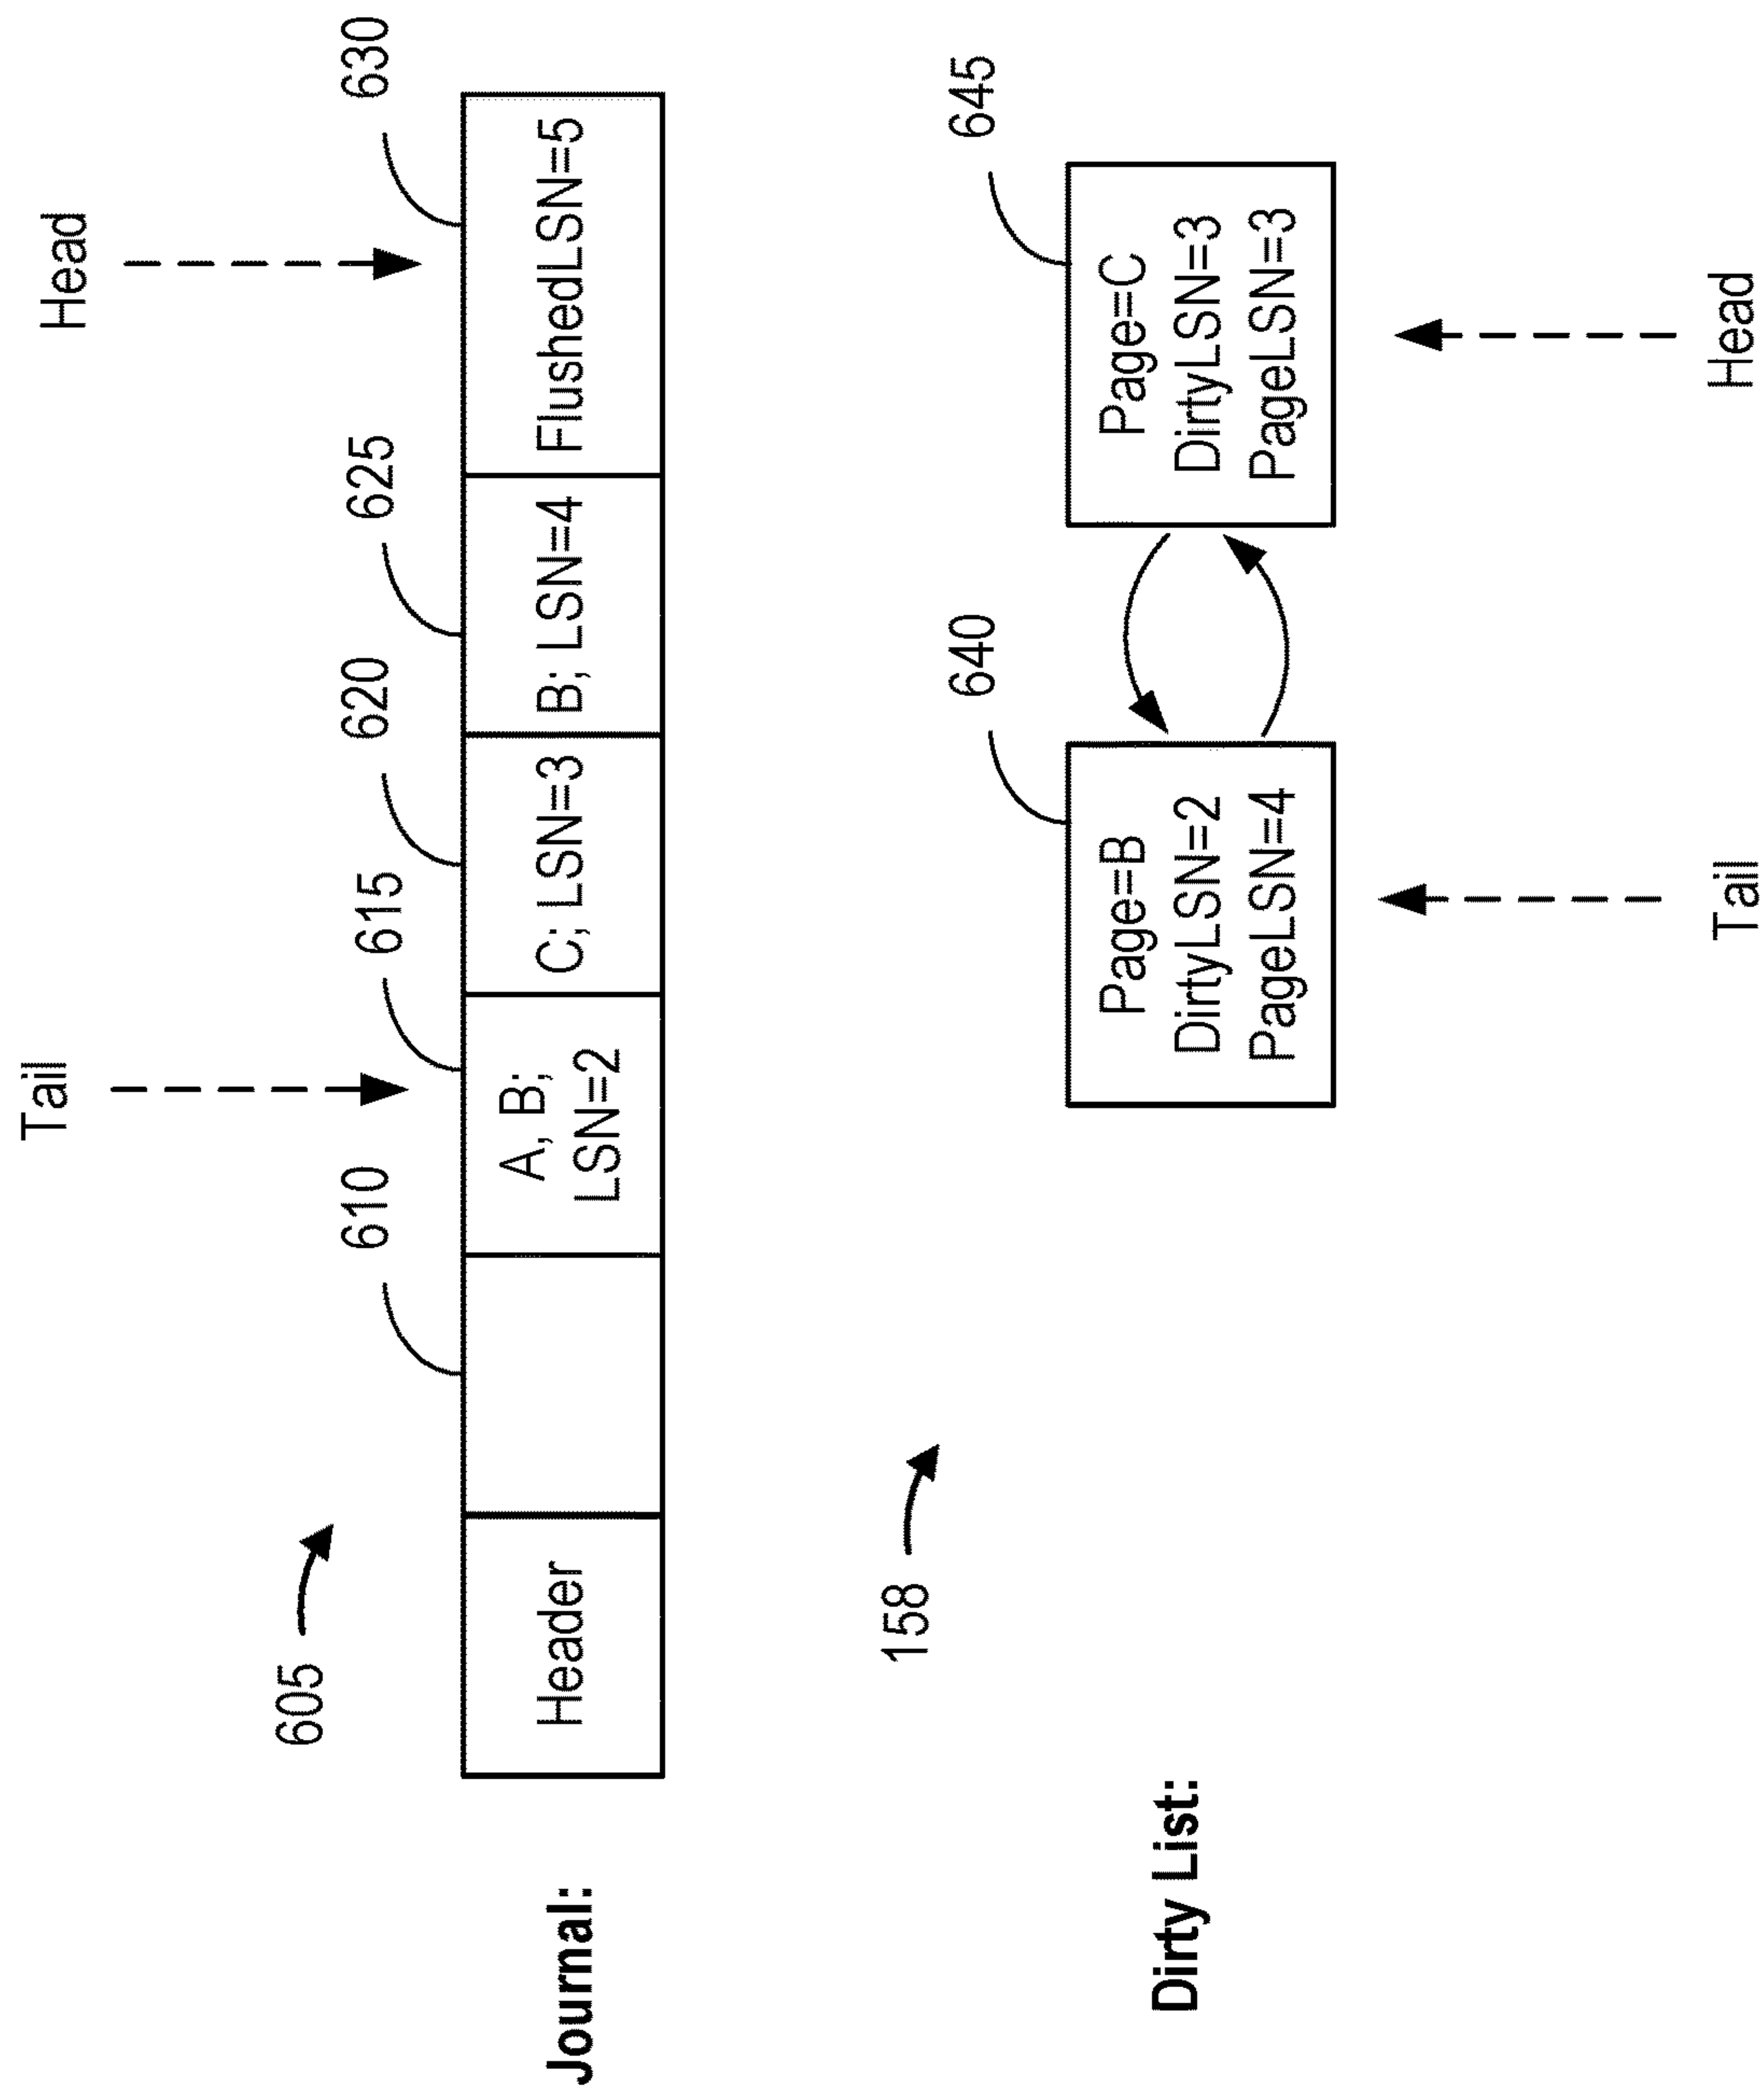 Tail
Head
605
610
615
620
625
630
Journal:
Header
A, B;
LSN=2
C; LSN=3
B; LSN=4
FlushedLSN=5
158
640
645
Dirty List:
Page=B
DirtyLSN=2
PageLSN=4
Page=C
DirtyLSN=3
PageLSN=3
Tail
Head